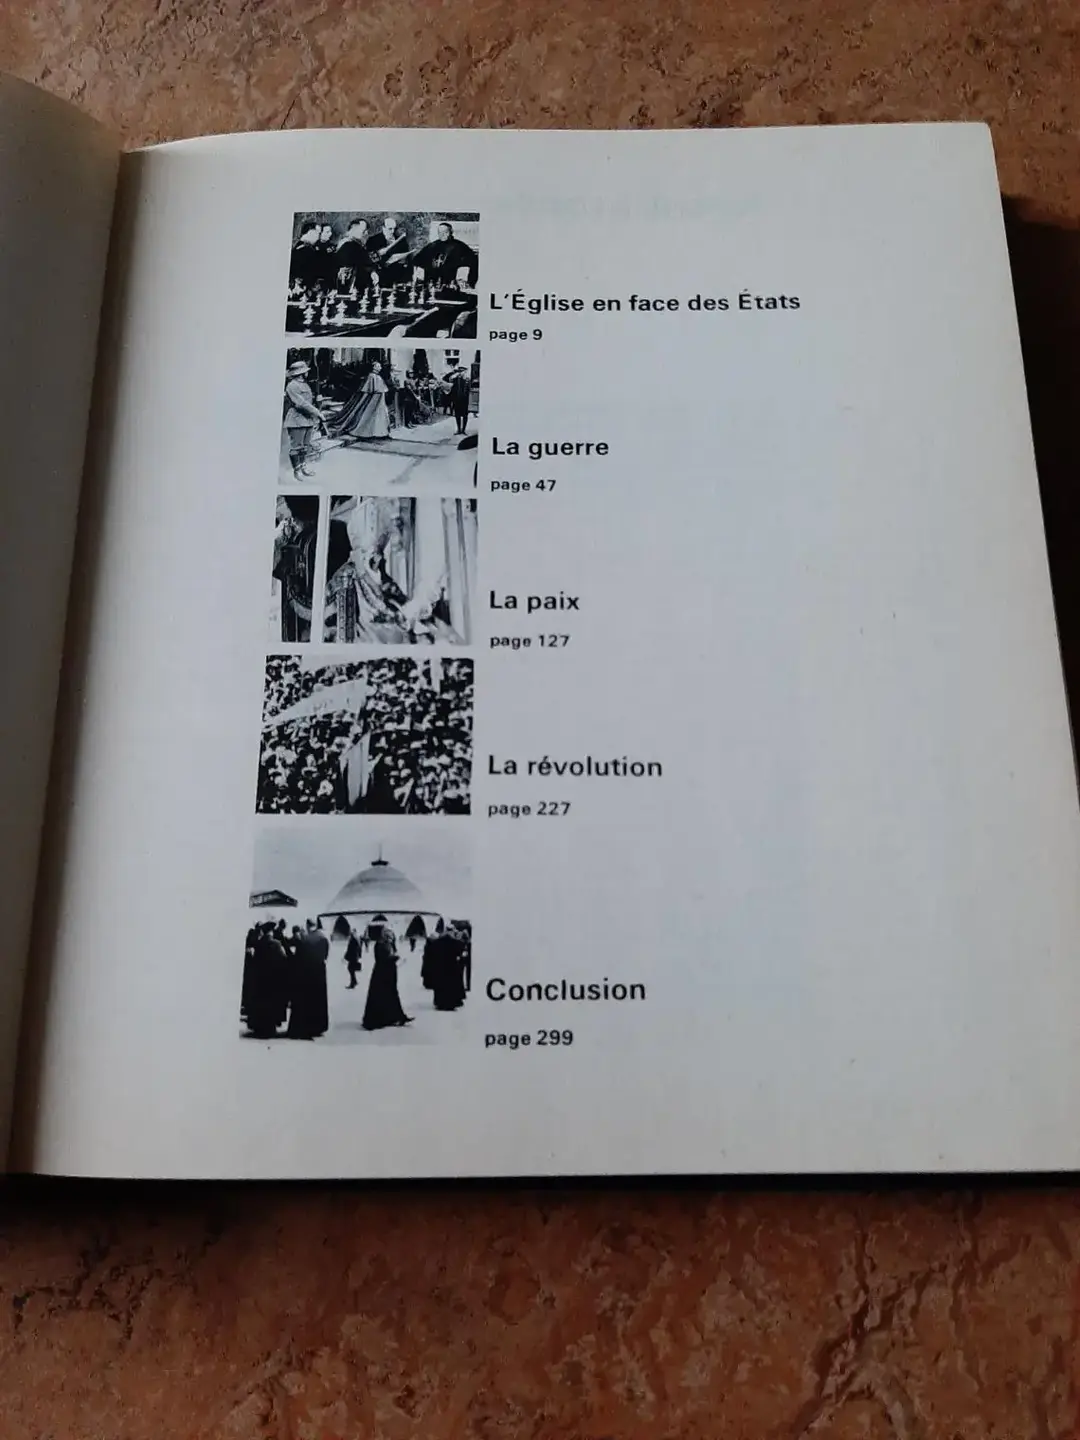 L'Église en face des États
page 9
La guerre
page 47
La paix
page 127
La révolution
page 227
Conclusion
page 299